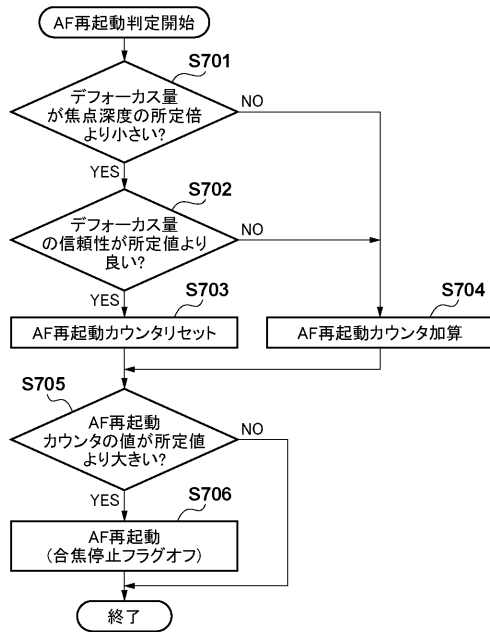 AF再起動判定開始
S701
デフォーカス量
が焦点深度の所定倍
より小さい?
NO
YES
S702
デフォーカス量
の信頼性が所定値より
良い?
NO
YES
S703
AF再起動カウンタリセット
S704
AF再起動カウンタ加算
S705
AF再起動
カウンタの値が所定値
より大きい?
NO
YES
S706
AF再起動
(合焦停止フラグオフ)
終了